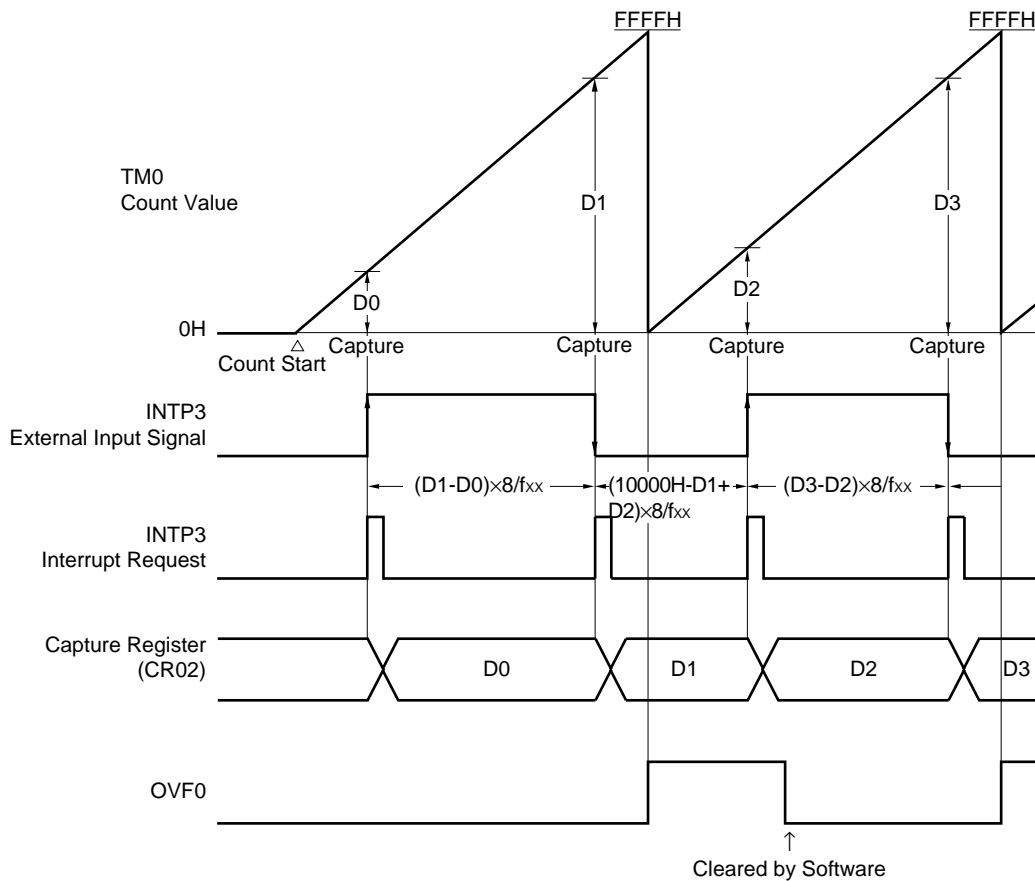 FFFFH FFFFH
TM0
Count Value
D1 D3
D0 D2
0H
Capture Capture Capture Capture
△
Count Start
INTP3
External Input Signal
(D1-D0)×8/fxx (10000H-D1+ (D3-D2)×8/fxx
D2)×8/fxx
INTP3
Interrupt Request
Capture Register
(CR02)
D0 D1 D2 D3
OVF0
↑
Cleared by Software